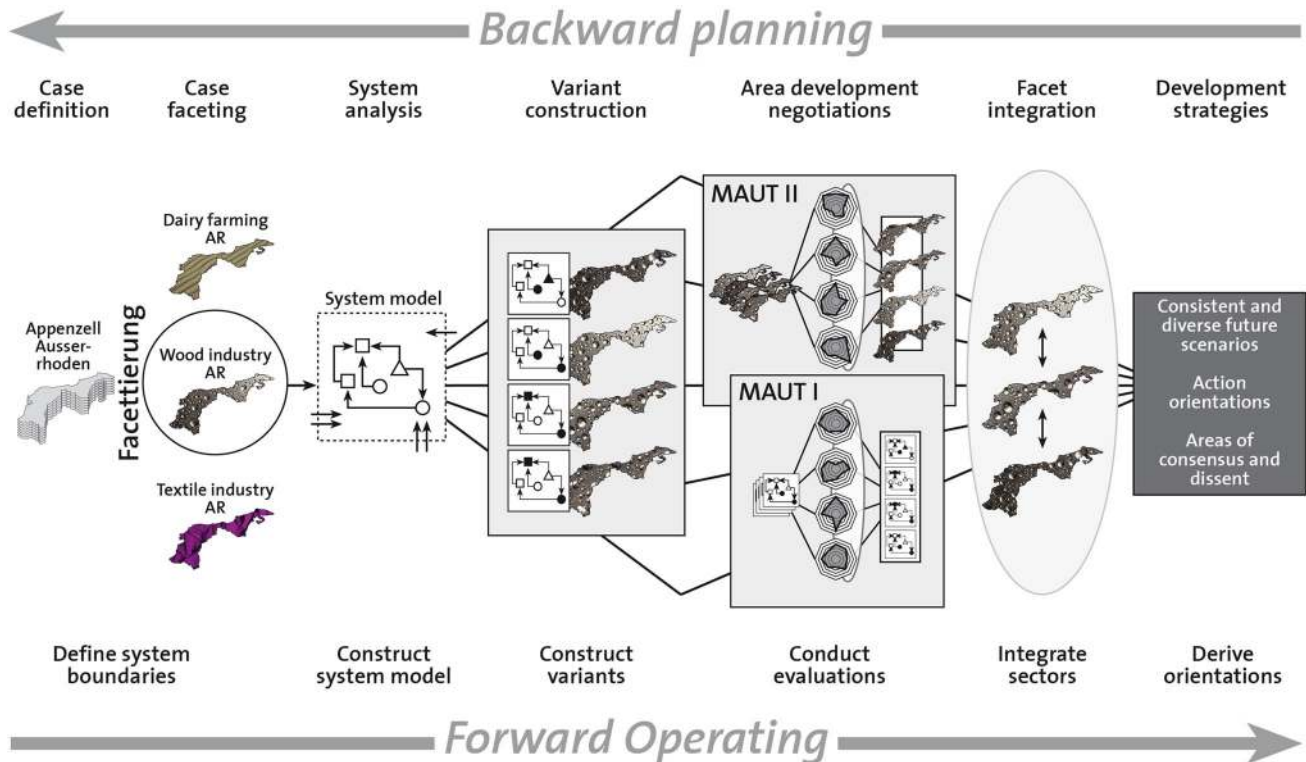 Backward planning
Case
definition
Case
faceting
System
analysis
Variant
construction
Area development
negotiations
Facet
integration
Development
strategies
Appenzell
Ausser-
rhoden
Facettierung
Dairy farming
AR
Wood industry
AR
Textile industry
AR
System model
MAUT II
MAUT I
Consistent and
diverse future
scenarios
Action
orientations
Areas of
consensus and
dissent
Define system
boundaries
Construct
system model
Construct
variants
Conduct
evaluations
Integrate
sectors
Derive
orientations
Forward Operating